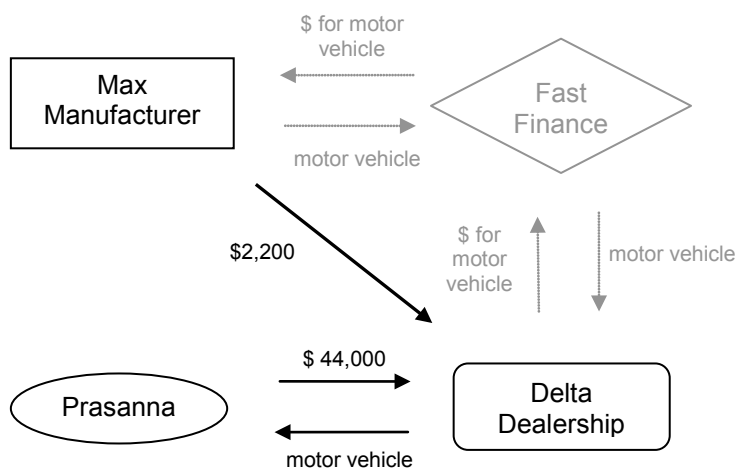 $ for motor
vehicle
Max
Manufacturer
Fast
Finance
motor vehicle
$2,200
$ for
motor
vehicle
motor vehicle
$ 44,000
Prasanna
Delta
Dealership
motor vehicle